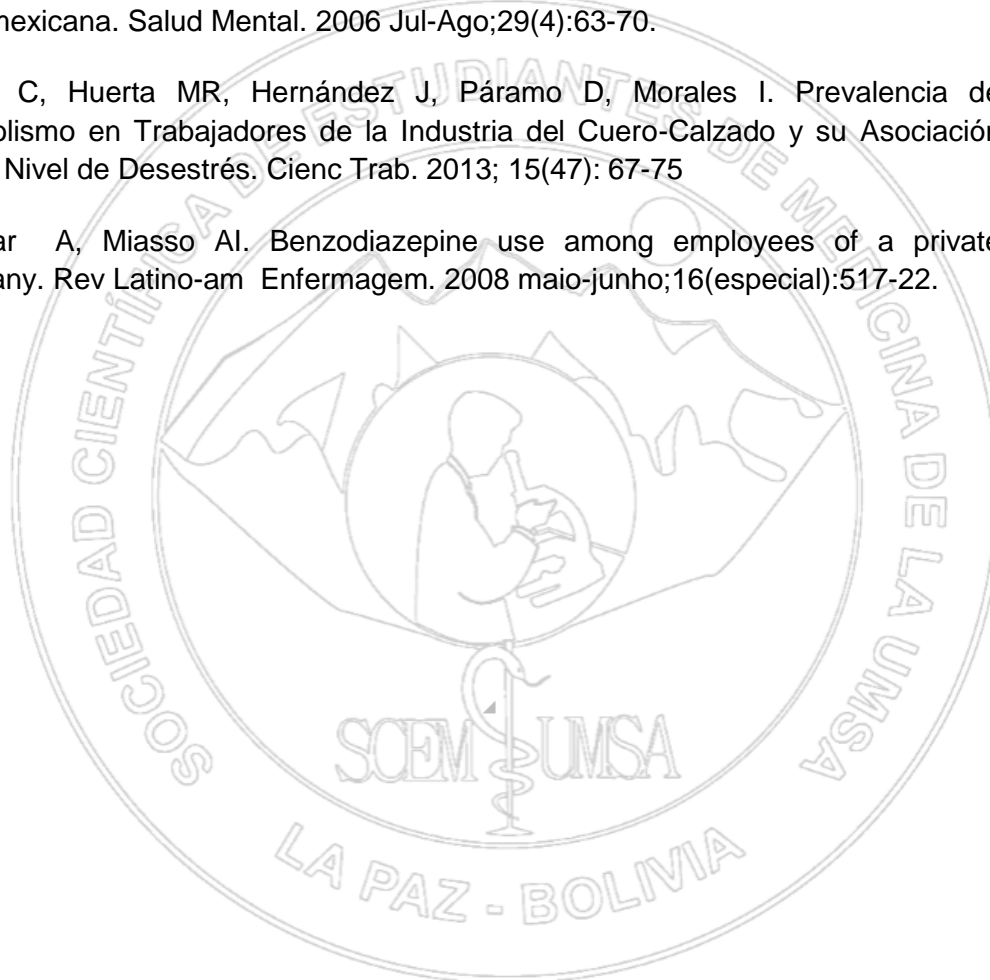 mexicana. Salud Mental. 2006 Jul-Ago;29(4):63-70.
C, Huerta MR, Hernández J, Páramo D, Morales I. Prevalencia de
olismo en Trabajadores de la Industria del Cuero-Calzado y su Asociación
Nivel de Desestrés. Cienc Trab. 2013; 15(47): 67-75
ar A, Miasso AI. Benzodiazepine use among employees of a private
any. Rev Latino-am Enfermagem. 2008 maio-junho;16(especial):517-22.
SOCIEDAD CIENTÍFICA DE ESTUDIANTES DE MEDICINA DE LA UMSA
SCEM UMSA
LA PAZ - BOLIVIA